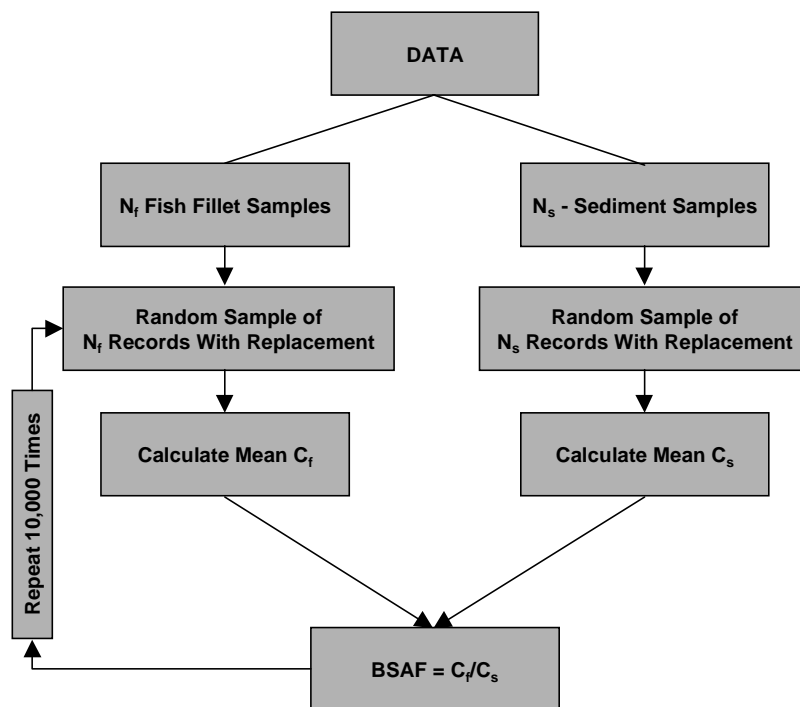 DATA
N_f Fish Fillet Samples
N_s - Sediment Samples
Random Sample of
N_f Records With Replacement
Random Sample of
N_s Records With Replacement
Repeat 10,000 Times
Calculate Mean C_f
Calculate Mean C_s
BSAF = C_f/C_s